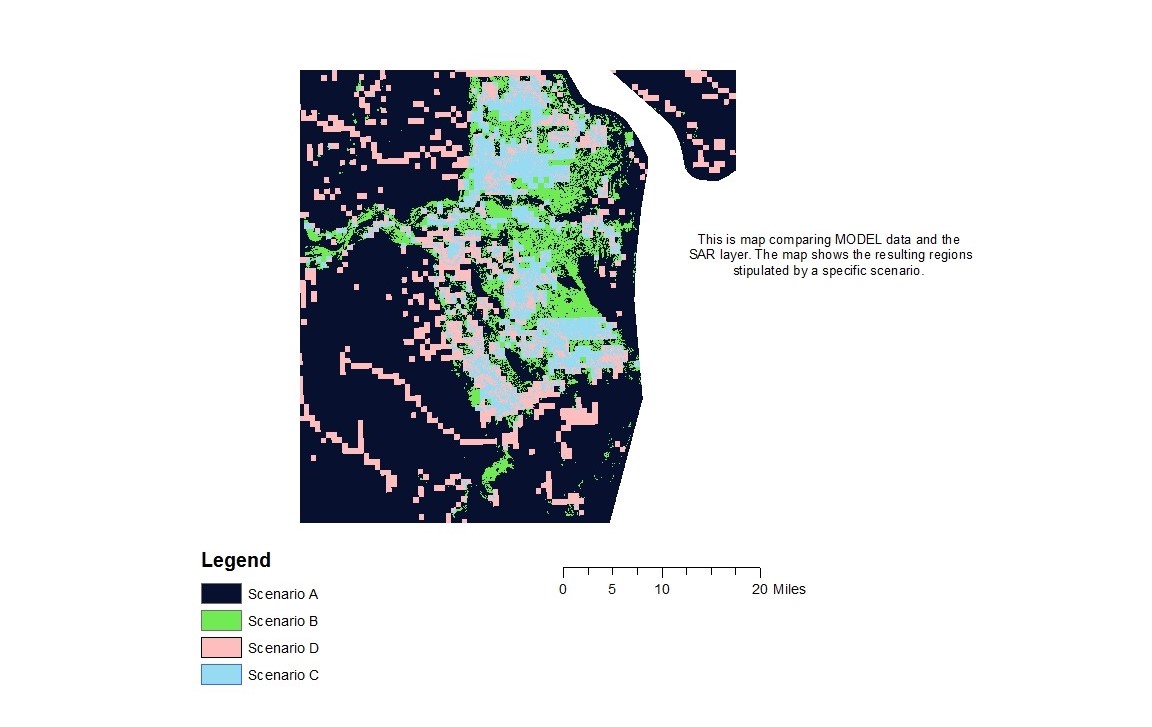 This is map comparing MODEL data and the
SAR layer. The map shows the resulting regions
stipulated by a specific scenario.
Legend
Scenario A
Scenario B
Scenario D
Scenario C
0 5 10 20 Miles